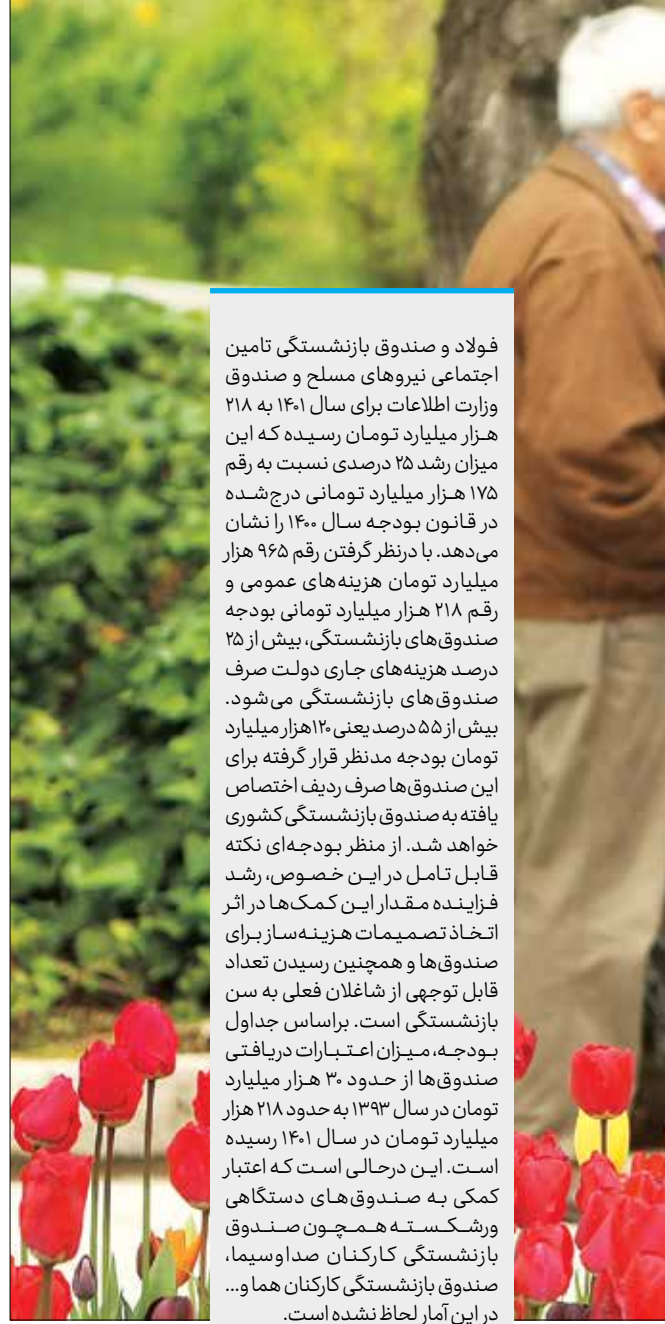 فولاد و صندوق بازنشستگی تامین
اجتماعی نیروهای مسلح و صندوق
وزارت اطلاعات برای سال ۱۴۰۱ به ۲۱۸
هزار میلیارد تومان رسیده که این
میزان رشد ۲۵ درصدی نسبت به رقم
۱۷۵ هزار میلیارد تومانی درج‌شده
در قانون بودجه سال ۱۴۰۰ را نشان
می‌دهد. با درنظر گرفتن رقم ۹۶۵ هزار
میلیارد تومان هزینه‌های عمومی و
رقم ۲۱۸ هزار میلیارد تومانی بودجه
صندوق‌های بازنشستگی، بیش از ۲۵
درصد هزینه‌های جاری دولت صرف
صندوق‌های بازنشستگی می‌شود.
بیش از ۵۵ درصد یعنی ۱۲۰هزار میلیارد
تومان بودجه مدنظر قرار گرفته برای
این صندوق‌ها صرف ردیف اختصاص
یافته به صندوق بازنشستگی کشوری
خواهد شد. از منظر بودجه‌ای نکته
قابل تامل در این خصوص، رشد
فزاینده مقدار این کمک‌ها در اثر
اتخاذ تصمیمات هزینه‌ساز برای
صندوق‌ها و همچنین رسیدن تعداد
قابل توجهی از شاغلان فعلی به سن
بازنشستگی است. براساس جداول
بودجه، میزان اعتبارات دریافتی
صندوق‌ها از حدود ۳۰ هزار میلیارد
تومان در سال ۱۳۹۳ به حدود ۲۱۸ هزار
میلیارد تومان در سال ۱۴۰۱ رسیده
است. این درحالی است که اعتبار
کمکی به صندوق‌های دستگاهی
ورشکسته همچون صندوق
بازنشستگی کارکنان صداوسیما،
صندوق بازنشستگی کارکنان هما و...
در این آمار لحاظ نشده است.